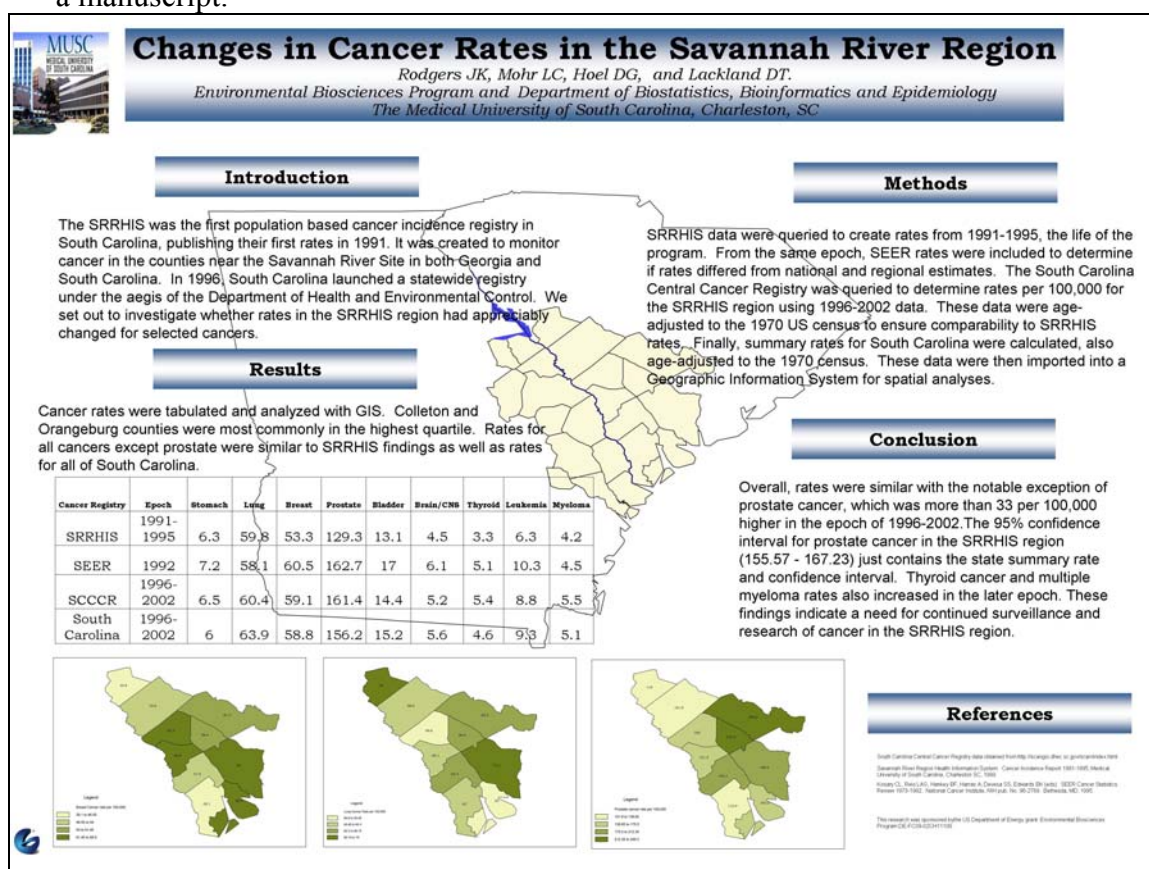 a manuscript.
MUSC
MEDICAL UNIVERSITY
OF SOUTH CAROLINA
Changes in Cancer Rates in the Savannah River Region
Rodgers JK, Mohr LC, Hoel DG, and Lackland DT.
Environmental Biosciences Program and Department of Biostatistics, Bioinformatics and Epidemiology
The Medical University of South Carolina, Charleston, SC
Introduction
The SRRHIS was the first population based cancer incidence registry in
South Carolina, publishing their first rates in 1991. It was created to monitor
cancer in the counties near the Savannah River Site in both Georgia and
South Carolina. In 1996, South Carolina launched a statewide registry
under the aegis of the Department of Health and Environmental Control. We
set out to investigate whether rates in the SRRHIS region had appreciably
changed for selected cancers.
Results
Cancer rates were tabulated and analyzed with GIS. Colleton and
Orangeburg counties were most commonly in the highest quartile. Rates for
all cancers except prostate were similar to SRRHIS findings as well as rates
for all of South Carolina.
Cancer Registry Epoch Stomach Lung Breast Prostate Bladder Brain/CNS Thyroid Leukemia Myeloma
SRRHIS 1991-1995 6.3 59.8 53.3 129.3 13.1 4.5 3.3 6.3 4.2
SEER 1992 7.2 58.1 60.5 162.7 17 6.1 5.1 10.3 4.5
SCCCR 1996-2002 6.5 60.4 59.1 161.4 14.4 5.2 5.4 8.8 5.5
South Carolina 1996-2002 6 63.9 58.8 156.2 15.2 5.6 4.6 9.3 5.1
Methods
SRRHIS data were queried to create rates from 1991-1995, the life of the
program. From the same epoch, SEER rates were included to determine
if rates differed from national and regional estimates. The South Carolina
Central Cancer Registry was queried to determine rates per 100,000 for
the SRRHIS region using 1996-2002 data. These data were age-
adjusted to the 1970 US census to ensure comparability to SRRHIS
rates. Finally, summary rates for South Carolina were calculated, also
age-adjusted to the 1970 census. These data were then imported into a
Geographic Information System for spatial analyses.
Conclusion
Overall, rates were similar with the notable exception of
prostate cancer, which was more than 33 per 100,000
higher in the epoch of 1996-2002.The 95% confidence
interval for prostate cancer in the SRRHIS region
(155.57 - 167.23) just contains the state summary rate
and confidence interval. Thyroid cancer and multiple
myeloma rates also increased in the later epoch. These
findings indicate a need for continued surveillance and
research of cancer in the SRRHIS region.
Legend
Legend
Legend
References